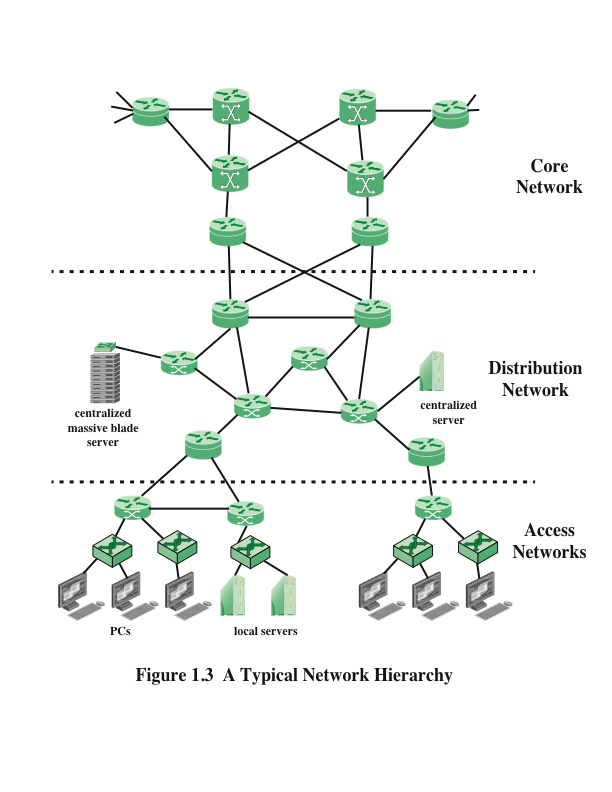 Core
Network
Distribution
Network
centralized
massive blade
server
centralized
server
Access
Networks
PCs
local servers
Figure 1.3 A Typical Network Hierarchy